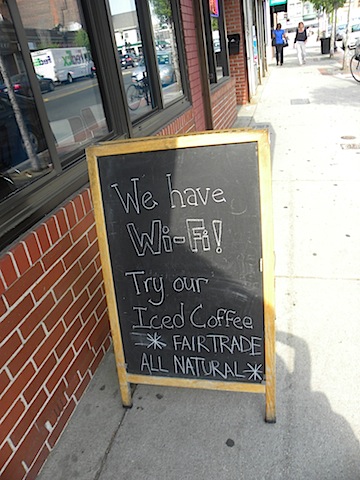 We have
Wi-Fi!
Try our
Iced Coffee
FAIRTRADE
ALL NATURAL